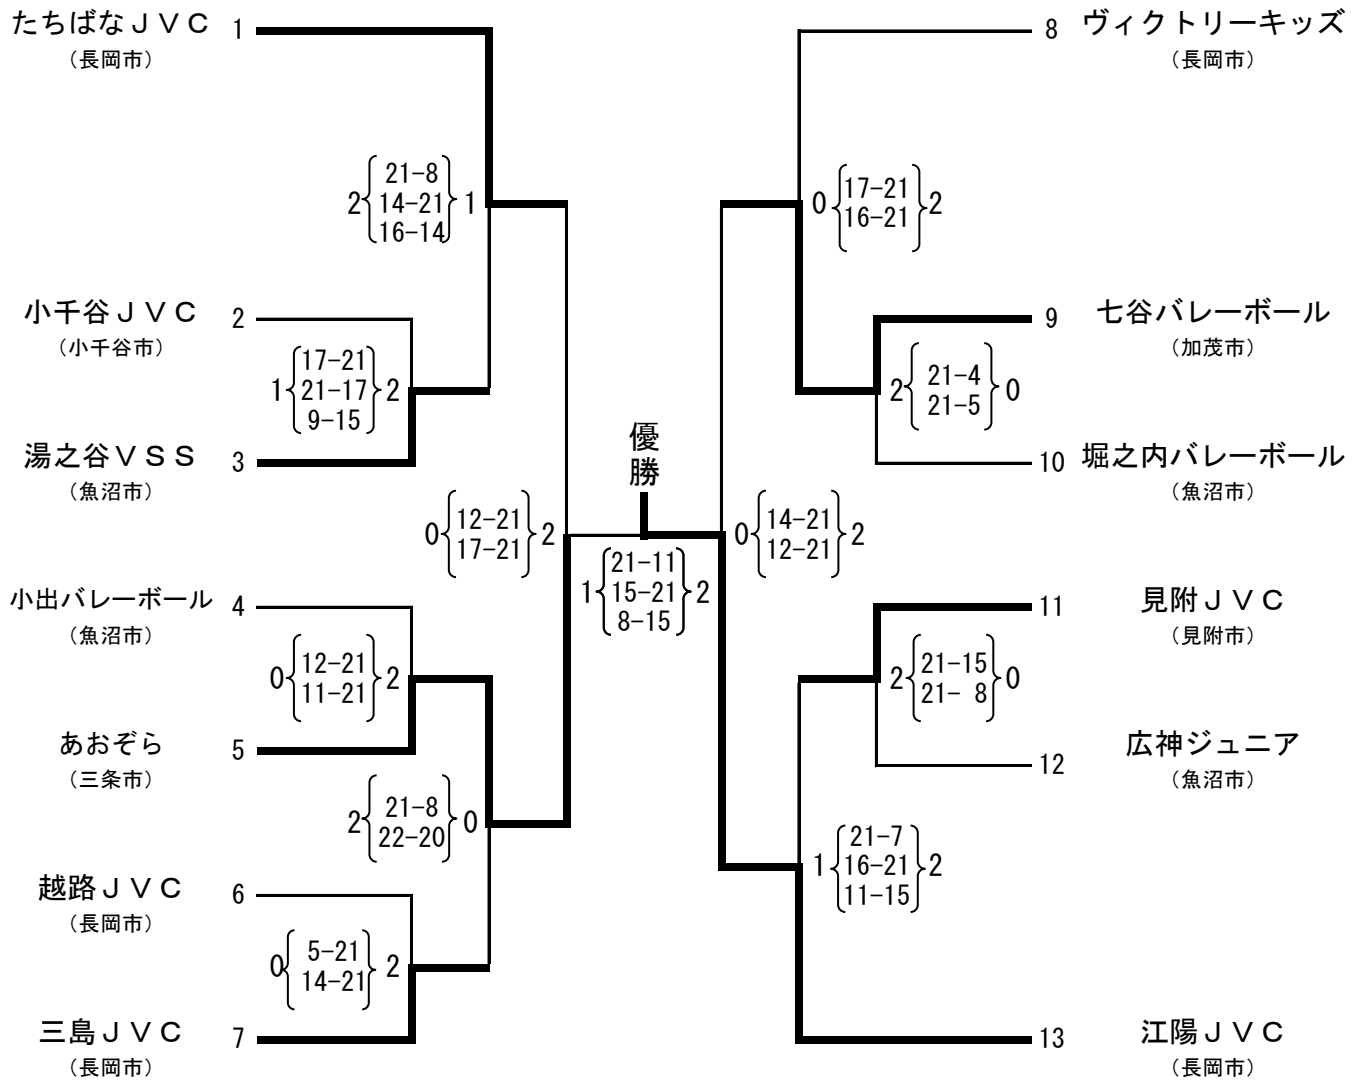 たちばなＪＶＣ 1
（長岡市）
2 21-8 1
14-21
16-14
小千谷ＪＶＣ 2
（小千谷市）
17-21
1 21-17 2
9-15
湯之谷ＶＳＳ 3
（魚沼市）
0 12-21 2
17-21
小出バレーボール 4
（魚沼市）
0 12-21 2
11-21
あおぞら 5
（三条市）
2 21-8 0
22-20
越路ＪＶＣ 6
（長岡市）
0 5-21 2
14-21
三島ＪＶＣ 7
（長岡市）
優勝
21-11
1 15-21 2
8-15
8 ヴィクトリーキッズ
（長岡市）
0 17-21 2
16-21
9 七谷バレーボール
（加茂市）
2 21-4 0
21-5
10 堀之内バレーボール
（魚沼市）
0 14-21 2
12-21
11 見附ＪＶＣ
（見附市）
2 21-15 0
21- 8
12 広神ジュニア
（魚沼市）
21-7
1 16-21 2
11-15
13 江陽ＪＶＣ
（長岡市）